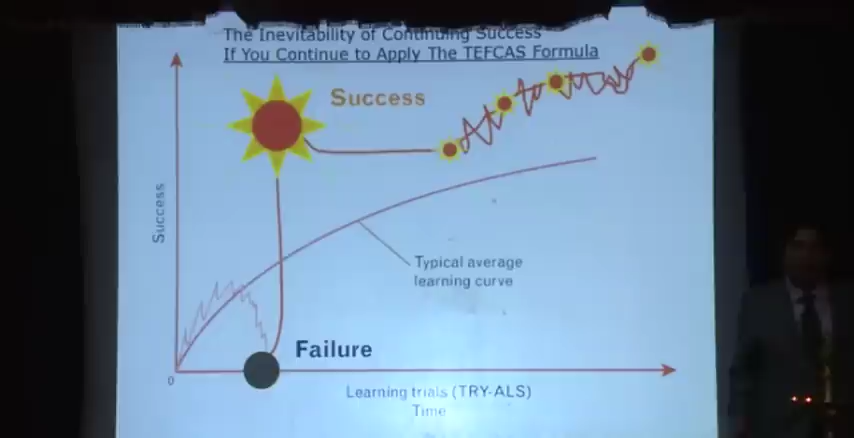 The Inevitability of Continuing Success
If You Continue to Apply The TEFCAS Formula
Success
Success
Typical average
learning curve
Failure
0
Learning trials (TRY-ALS)
Time